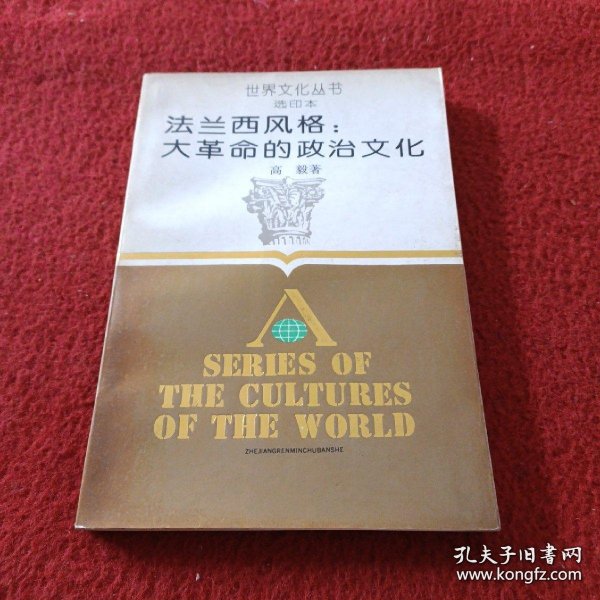 世界文化丛书
选印本
法兰西风格：
大革命的政治文化
高 毅著
A
SERIES OF
THE CULTURES
OF THE WORLD
ZHEJIANGRENMINCHUBANSHE
孔夫子旧书网
www.kongfz.com